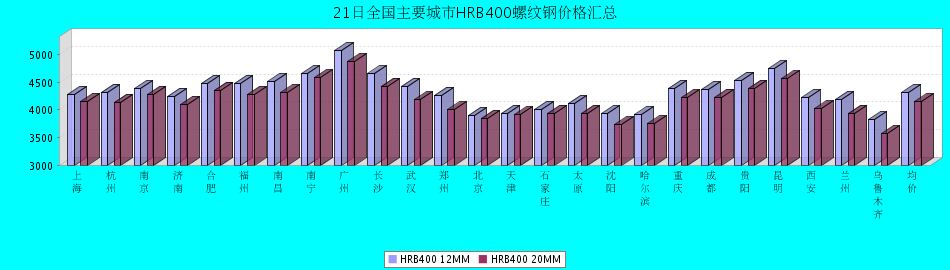 21日全国主要城市HRB400螺纹钢价格汇总
5000
4500
4000
3500
3000
上海
杭州
南京
济南
合肥
福州
南昌
南宁
广州
长沙
武汉
郑州
北京
天津
石家庄
太原
沈阳
哈尔滨
重庆
成都
贵阳
昆明
西安
兰州
乌鲁木齐
均价
HRB400 12MM
HRB400 20MM